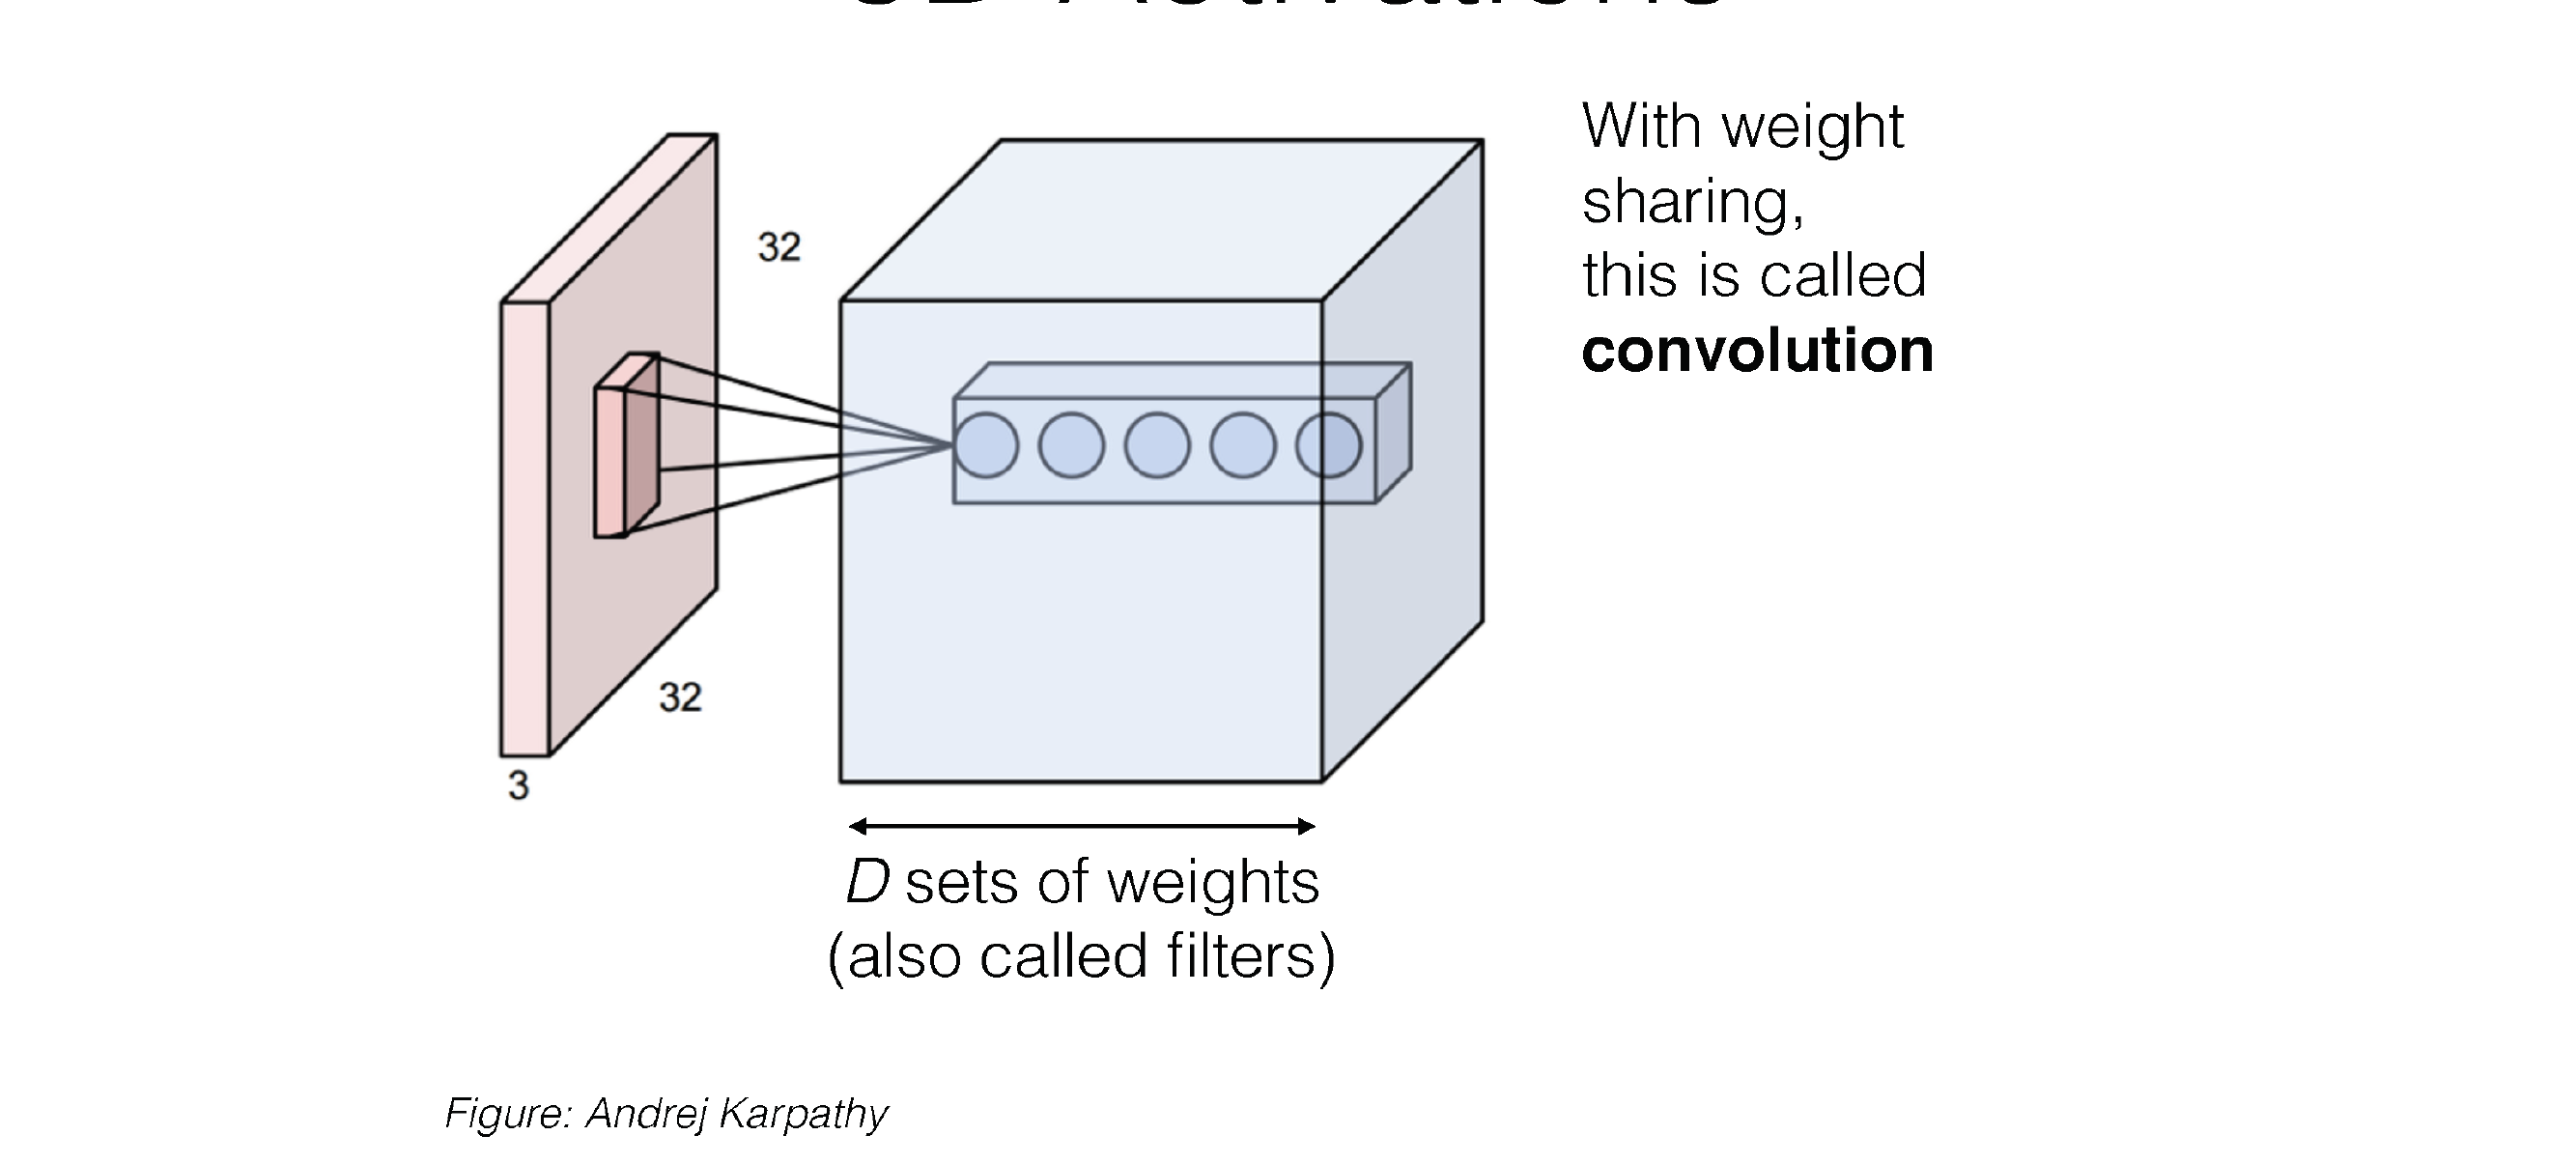 With weight
sharing,
this is called
convolution
32
32
3
D sets of weights
(also called filters)
Figure: Andrej Karpathy